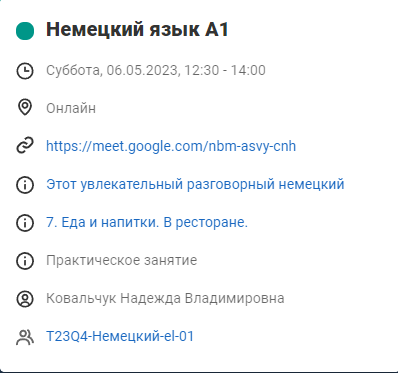 Немецкий язык А1
Суббота, 06.05.2023, 12:30 - 14:00
Онлайн
https://meet.google.com/nbm-asvy-cnh
Этот увлекательный разговорный немецкий
7. Еда и напитки. В ресторане.
Практическое занятие
Ковальчук Надежда Владимировна
T23Q4-Немецкий-el-01